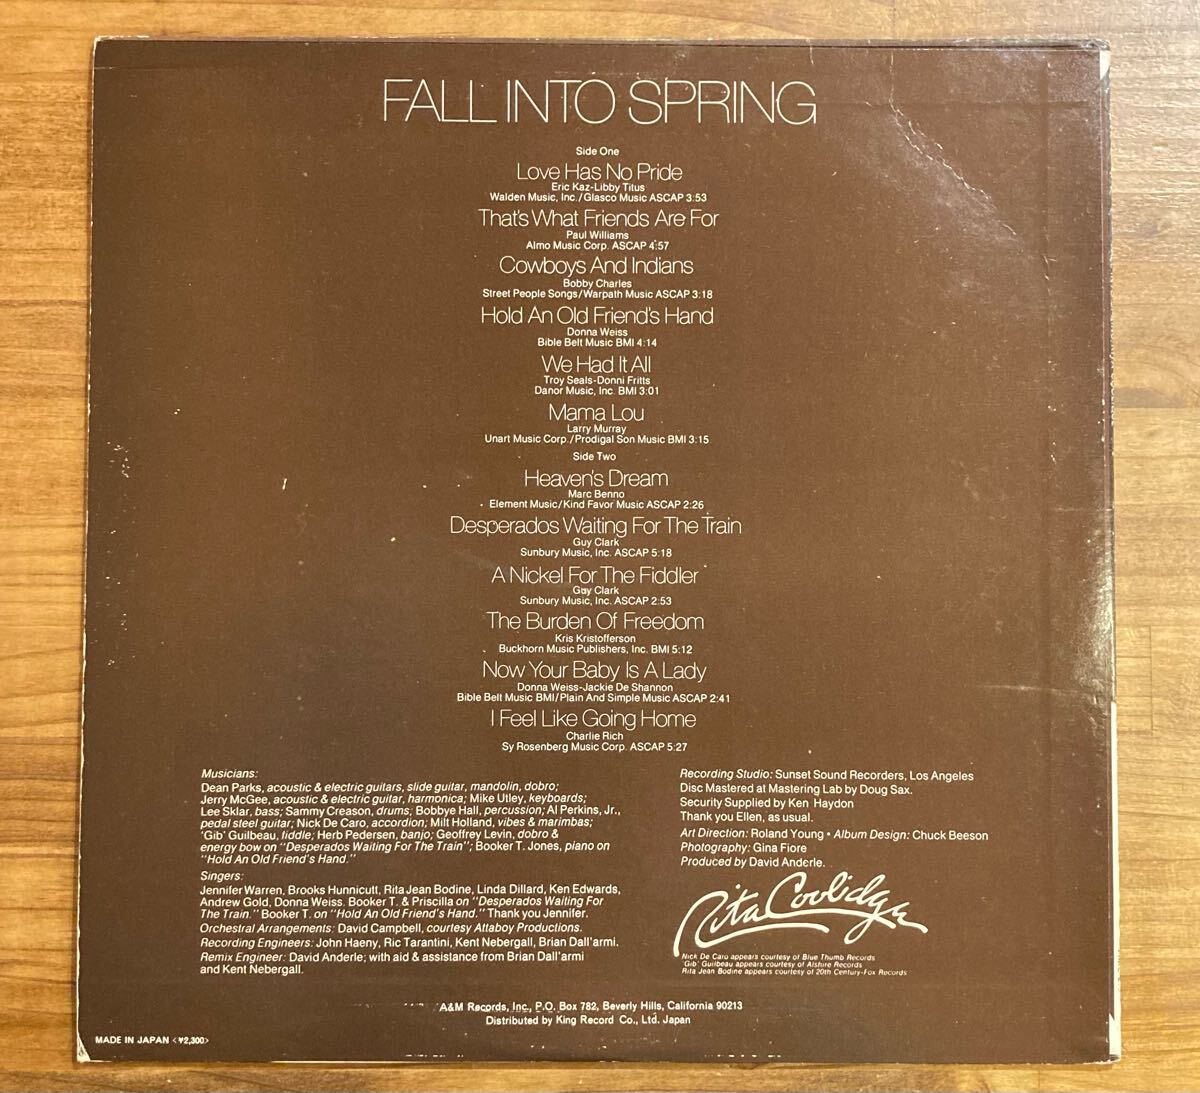 FALL INTO SPRING
Side One
Love Has No Pride
Eric Kaz-Libby Titus
Walden Music, Inc./Glasco Music ASCAP 3:53
That's What Friends Are For
Paul Williams
Almo Music Corp. ASCAP 4:57
Cowboys And Indians
Bobby Charles
Street People Songs/Warpath Music ASCAP 3:18
Hold An Old Friend's Hand
Donna Weiss
Bible Belt Music BMI 4:14
We Had It All
Troy Seals-Donni Fritts
Danor Music, Inc. BMI 3:01
Mama Lou
Larry Murray
Unart Music Corp./Prodigal Son Music BMI 3:15
Side Two
Heaven's Dream
Marc Benno
Element Music/Kind Favor Music ASCAP 2:26
Desperados Waiting For The Train
Guy Clark
Sunbury Music, Inc. ASCAP 5:18
A Nickel For The Fiddler
Guy Clark
Sunbury Music, Inc. ASCAP 2:53
The Burden Of Freedom
Kris Kristofferson
Buckhorn Music Publishers, Inc. BMI 5:12
Now Your Baby Is A Lady
Donna Weiss-Jackie De Shannon
Bible Belt Music BMI/Plain And Simple Music ASCAP 2:41
I Feel Like Going Home
Charlie Rich
Sy Rosenberg Music Corp. ASCAP 5:27
Musicians:
Dean Parks, acoustic & electric guitars, slide guitar, mandolin, dobro;
Jerry McGee, acoustic & electric guitar, harmonica; Mike Utley, keyboards;
Lee Sklar, bass; Sammy Creason, drums; Bobbye Hall, percussion; Al Perkins, Jr.,
pedal steel guitar; Nick De Caro, accordion; Milt Holland, vibes & marimbas;
'Gib' Guilbeau, fiddle; Herb Pedersen, banjo; Geoffrey Levin, dobro &
energy bow on "Desperados Waiting For The Train"; Booker T. Jones, piano on
"Hold An Old Friend's Hand."
Singers:
Jennifer Warren, Brooks Hunnicutt, Rita Jean Bodine, Linda Dillard, Ken Edwards,
Andrew Gold, Donna Weiss. Booker T. & Priscilla on "Desperados Waiting For
The Train." Booker T. on "Hold An Old Friend's Hand." Thank you Jennifer.
Orchestral Arrangements: David Campbell, courtesy Attaboy Productions.
Recording Engineers: John Haeny, Ric Tarantini, Kent Nebergall, Brian Dall'armi.
Remix Engineer: David Anderle; with aid & assistance from Brian Dall'armi
and Kent Nebergall.
Recording Studio: Sunset Sound Recorders, Los Angeles
Disc Mastered at Mastering Lab by Doug Sax.
Security Supplied by Ken Haydon
Thank you Ellen, as usual.
Art Direction: Roland Young • Album Design: Chuck Beeson
Photography: Gina Fiore
Produced by David Anderle.
Rita Coolidge
Nick De Caro appears courtesy of Blue Thumb Records
'Gib' Guilbeau appears courtesy of Alshire Records
Rita Jean Bodine appears courtesy of 20th Century-Fox Records
A&M Records, Inc., P.O. Box 782, Beverly Hills, California 90213
Distributed by King Record Co., Ltd. Japan
MADE IN JAPAN <¥2,300>